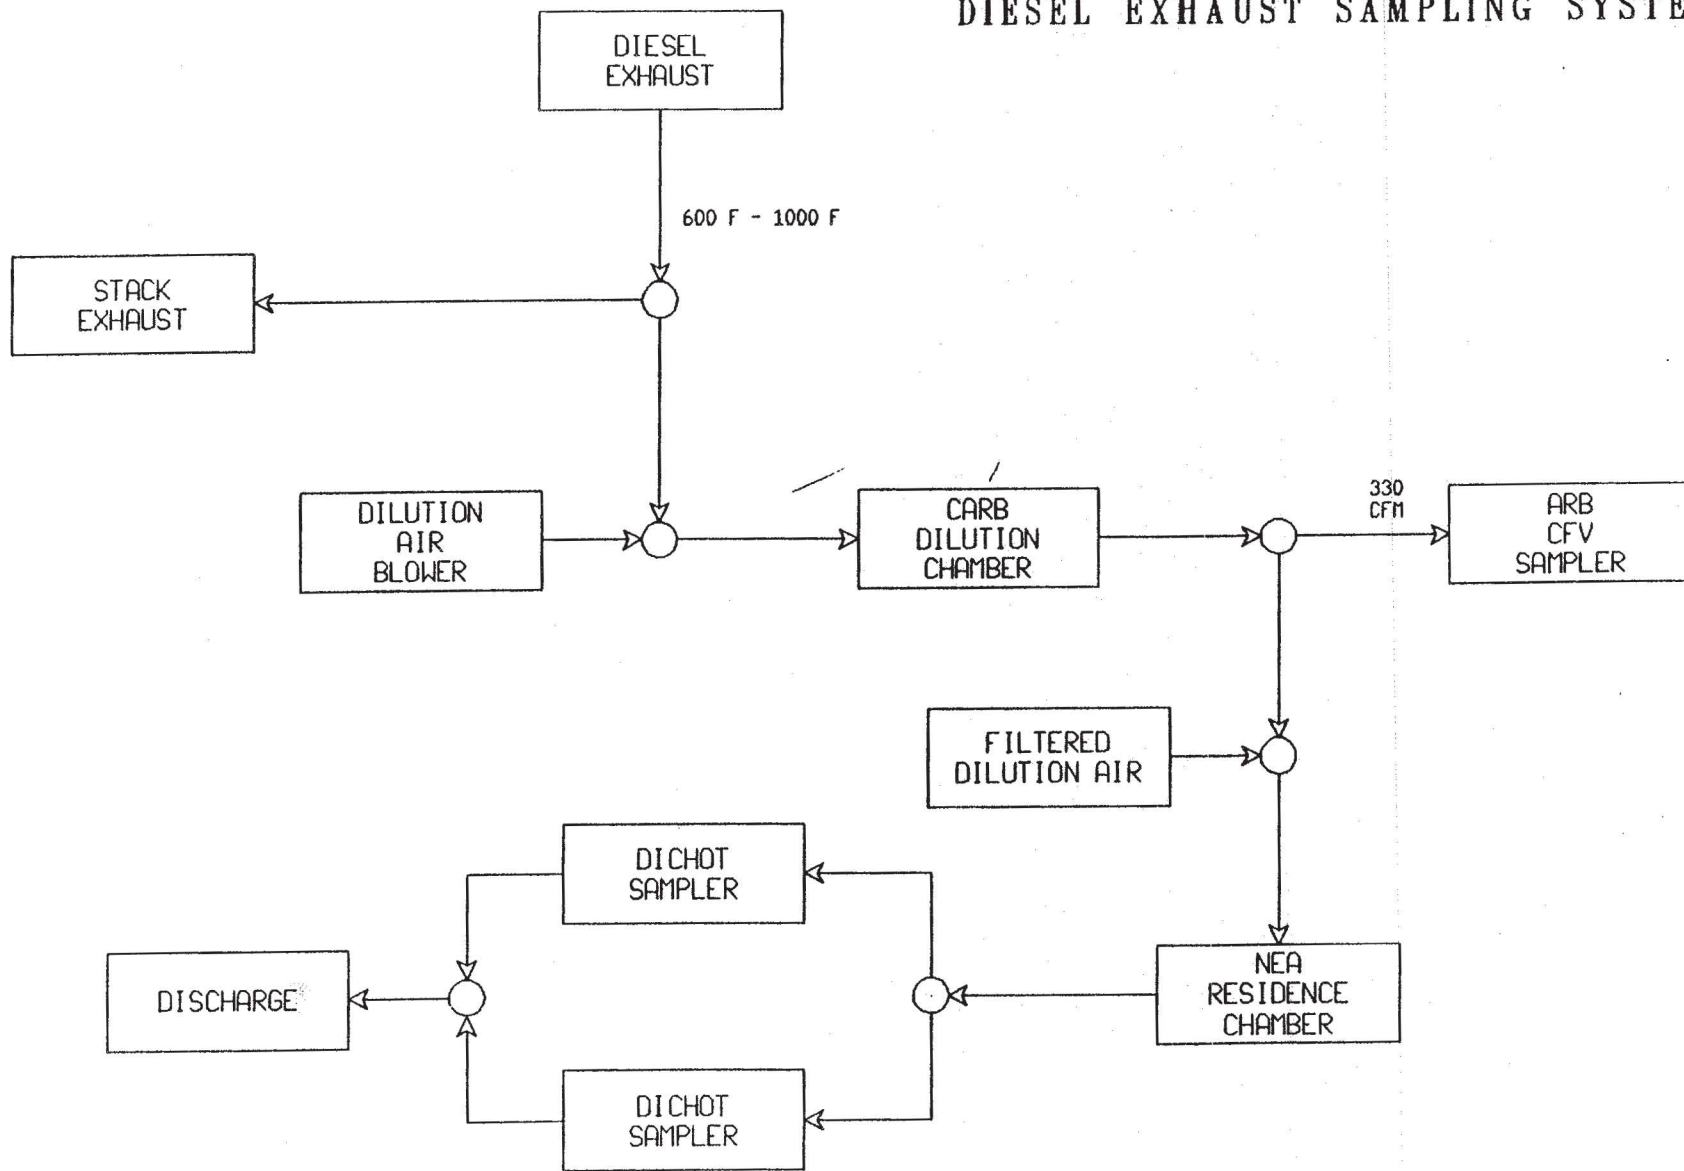 DIESEL EXHAUST SAMPLING SYSTE
DIESEL
EXHAUST
600 F - 1000 F
STACK
EXHAUST
DILUTION
AIR
BLOWER
CARB
DILUTION
CHAMBER
330
CFM
ARB
CFV
SAMPLER
FILTERED
DILUTION AIR
DICHOT
SAMPLER
NEA
RESIDENCE
CHAMBER
DISCHARGE
DICHOT
SAMPLER